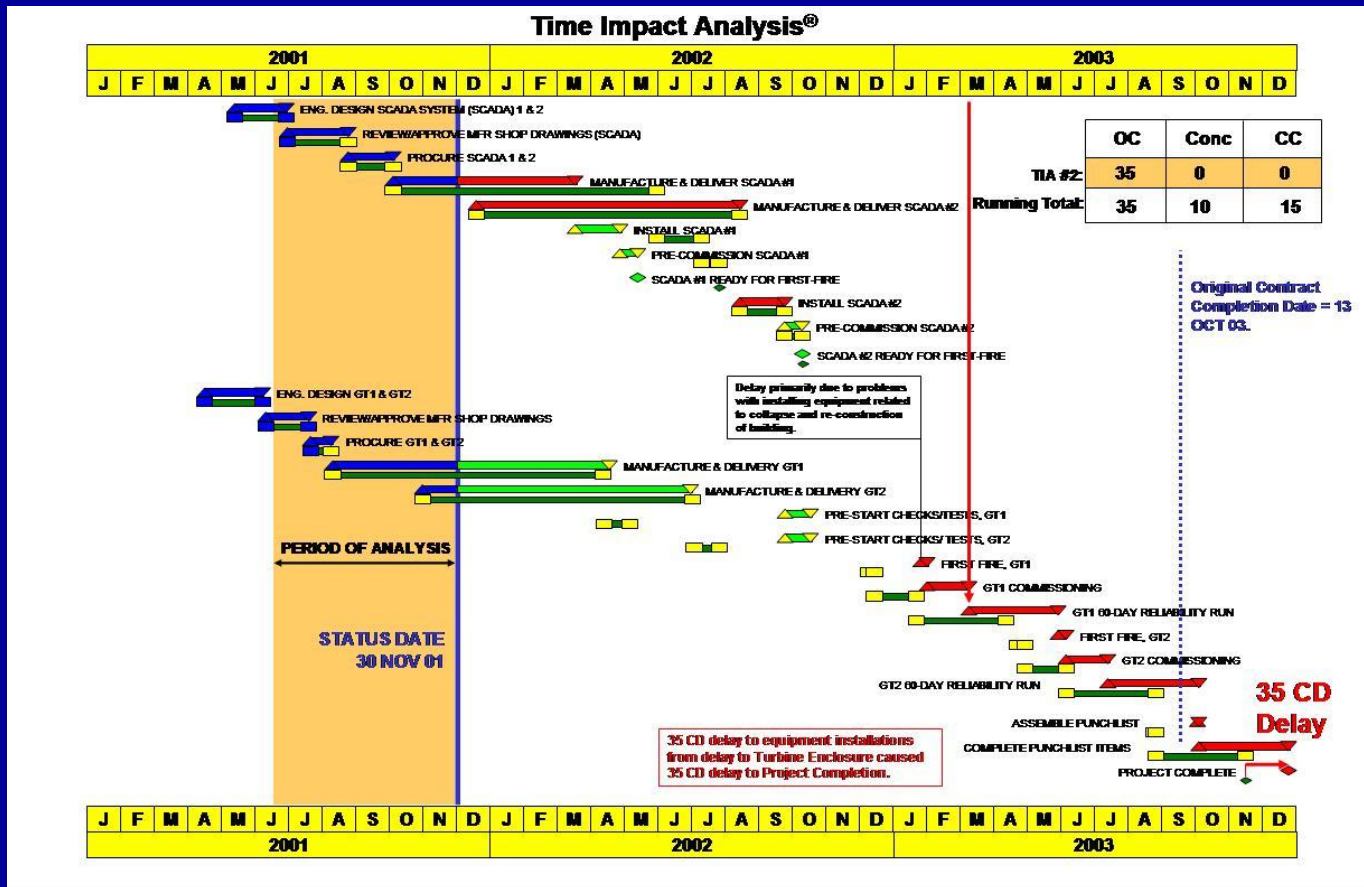 Time Impact Analysis®
2001 2002 2003
J F M A M J J A S O N D J F M A M J J A S O N D J F M A M J J A S O N D
ENG. DESIGN SCADA SYSTEM (SCADA) 1 & 2
REVIEW/APPROVE MFR SHOP DRAWINGS (SCADA)
PROCURE SCADA 1 & 2
MANUFACTURE & DELIVER SCADA #1
MANUFACTURE & DELIVER SCADA #2
INSTALL SCADA #1
PRE-COMMISSION SCADA #1
SCADA #1 READY FOR FIRST-FIRE
INSTALL SCADA #2
PRE-COMMISSION SCADA #2
SCADA #2 READY FOR FIRST-FIRE
OC Conc CC
TIA #2: 35 0 0
Running Total: 35 10 15
Original Contract
Completion Date = 13
OCT 03.
Delay primarily due to problems
with installing equipment related
to collapse and re-construction
of building.
ENG. DESIGN GT1 & GT2
REVIEW/APPROVE MFR SHOP DRAWINGS
PROCURE GT1 & GT2
MANUFACTURE & DELIVERY GT1
MANUFACTURE & DELIVERY GT2
PRE-START CHECKS/TESTS, GT1
PRE-START CHECKS/ TESTS, GT2
PERIOD OF ANALYSIS
FIRST FIRE, GT1
GT1 COMMISSIONING
GT1 60-DAY RELIABILITY RUN
STATUS DATE
30 NOV 01
FIRST FIRE, GT2
GT2 COMMISSIONING
GT2 60-DAY RELIABILITY RUN
35 CD
Delay
ASSEMBLE PUNCHLIST
COMPLETE PUNCHLIST ITEMS
PROJECT COMPLETE
35 CD delay to equipment installations
from delay to Turbine Enclosure caused
35 CD delay to Project Completion.
J F M A M J J A S O N D J F M A M J J A S O N D J F M A M J J A S O N D
2001 2002 2003